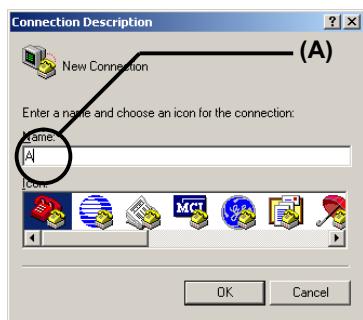 Connection Description
(A)
New Connection
Enter a name and choose an icon for the connection:
Name:
A
Icon:
MCI
OK
Cancel